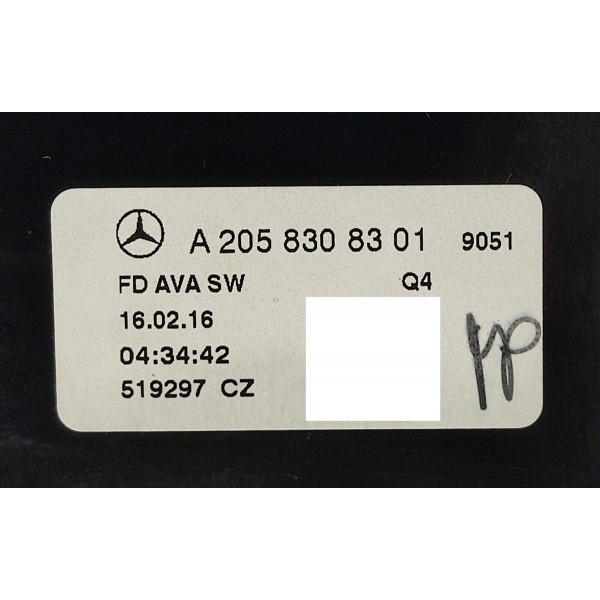 A 205 830 83 01 9051
FD AVA SW Q4
16.02.16
04:34:42
519297 CZ